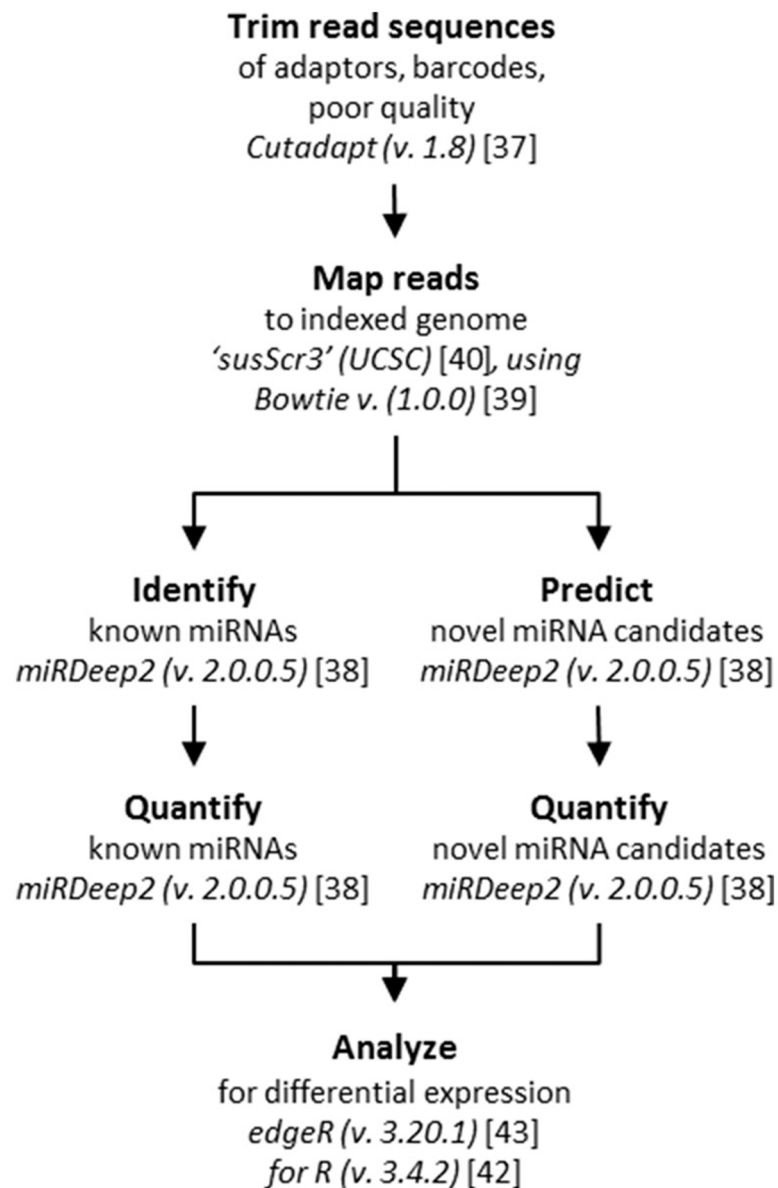 Trim read sequences
of adaptors, barcodes,
poor quality
Cutadapt (v. 1.8) [37]
Map reads
to indexed genome
‘susScr3’ (UCSC) [40], using
Bowtie v. (1.0.0) [39]
Identify
known miRNAs
miRDeep2 (v. 2.0.0.5) [38]
Predict
novel miRNA candidates
miRDeep2 (v. 2.0.0.5) [38]
Quantify
known miRNAs
miRDeep2 (v. 2.0.0.5) [38]
Quantify
novel miRNA candidates
miRDeep2 (v. 2.0.0.5) [38]
Analyze
for differential expression
edgeR (v. 3.20.1) [43]
for R (v. 3.4.2) [42]